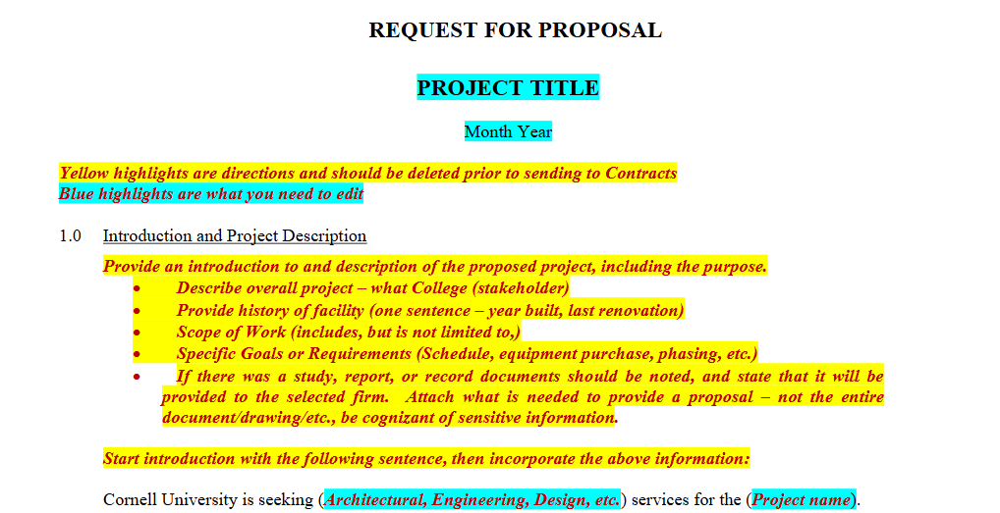 REQUEST FOR PROPOSAL
PROJECT TITLE
Month Year
Yellow highlights are directions and should be deleted prior to sending to Contracts
Blue highlights are what you need to edit
1.0 Introduction and Project Description
Provide an introduction to and description of the proposed project, including the purpose.
• Describe overall project – what College (stakeholder)
• Provide history of facility (one sentence – year built, last renovation)
• Scope of Work (includes, but is not limited to,)
• Specific Goals or Requirements (Schedule, equipment purchase, phasing, etc.)
• If there was a study, report, or record documents should be noted, and state that it will be
provided to the selected firm. Attach what is needed to provide a proposal – not the entire
document/drawing/etc., be cognizant of sensitive information.
Start introduction with the following sentence, then incorporate the above information:
Cornell University is seeking (Architectural, Engineering, Design, etc.) services for the (Project name).